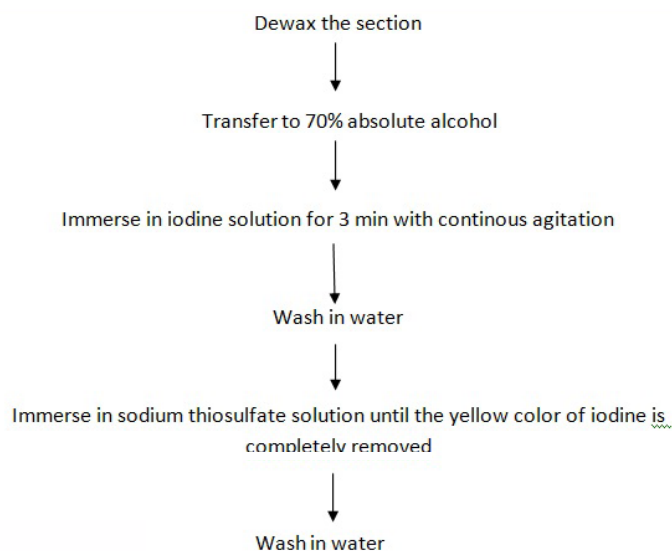 Dewax the section
Transfer to 70% absolute alcohol
Immerse in iodine solution for 3 min with continous agitation
Wash in water
Immerse in sodium thiosulfate solution until the yellow color of iodine is
completely removed
Wash in water